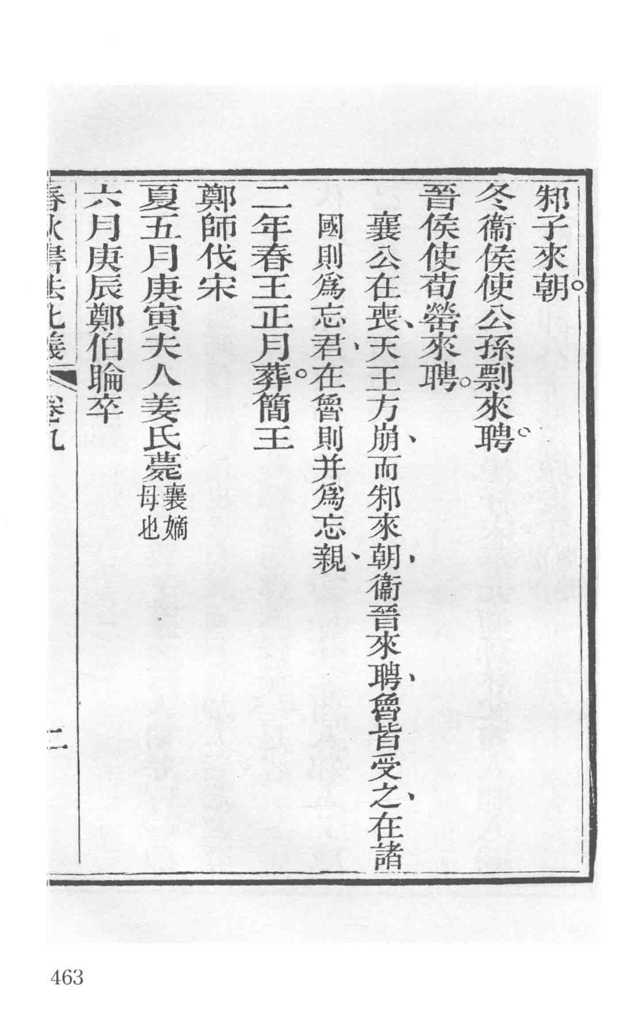 邾子來朝。
冬衞侯使公孫剽來聘。
晉侯使荀罃來聘。
襄公在喪、天王方崩、而邾來朝、衞晉來聘、魯皆受之、在諸
國則爲忘君、在魯則并爲忘親、
二年春王正月葬。簡王
鄭師伐宋
夏五月庚寅夫人姜氏薨襄嫡
母也
六月庚辰鄭伯睔卒
春秋書法比義 卷九 二
463